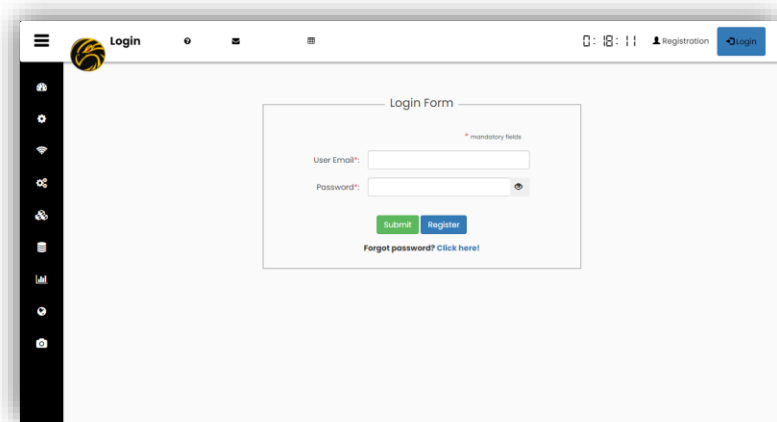 Login
0:18:11
Registration
Login
Login Form
* mandatory fields
User Email*:
Password*:
Submit
Register
Forgot password? Click here!